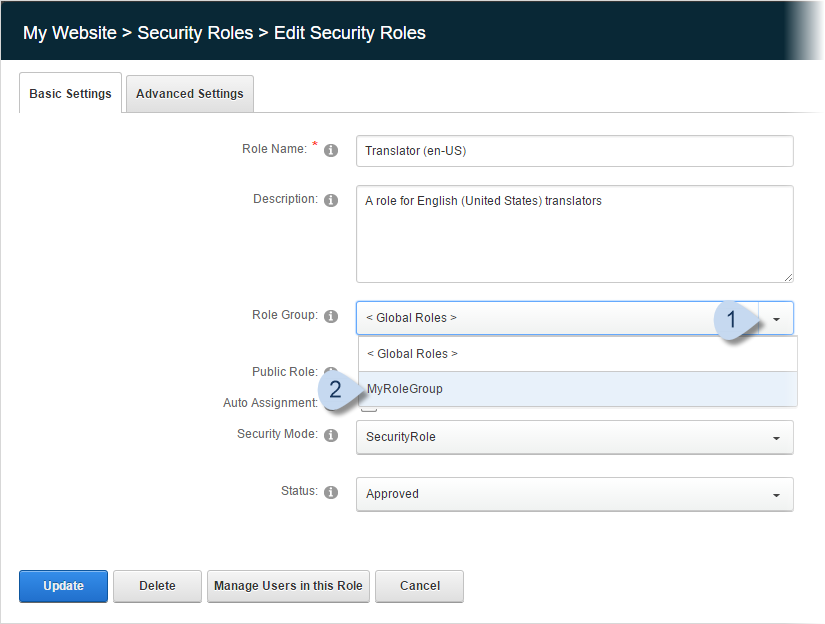 My Website > Security Roles > Edit Security Roles
Basic Settings
Advanced Settings
Role Name: *
Translator (en-US)
Description:
A role for English (United States) translators
Role Group:
< Global Roles >
1
< Global Roles >
Public Role:
2
MyRoleGroup
Auto Assignment:
Security Mode:
SecurityRole
Status:
Approved
Update
Delete
Manage Users in this Role
Cancel